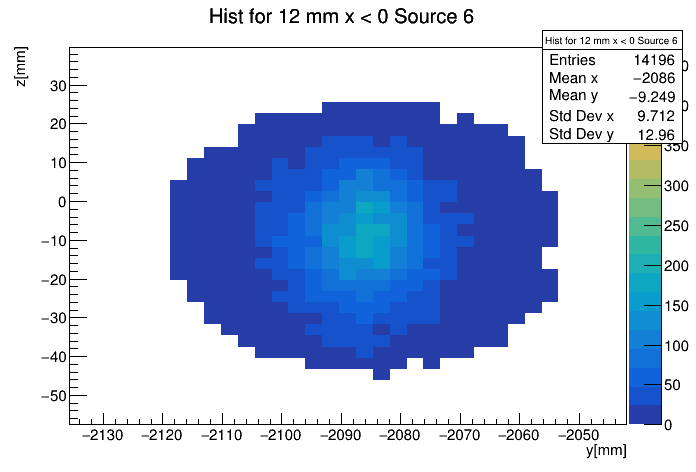 Hist for 12 mm x < 0 Source 6
z[mm]
Hist for 12 mm x < 0 Source 6
Entries 14196
Mean x −2086
Mean y −9.249
Std Dev x 9.712
Std Dev y 12.96
30
20
10
0
−10
−20
−30
−40
−50
0
0
350
300
250
200
150
100
50
0
−2130 −2120 −2110 −2100 −2090 −2080 −2070 −2060 −2050
y[mm]